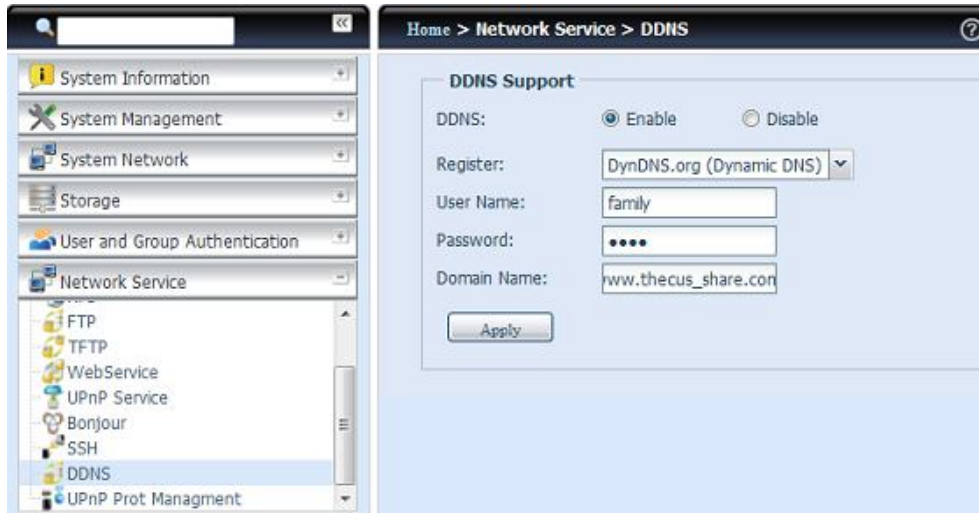 Home > Network Service > DDNS
System Information
System Management
System Network
Storage
User and Group Authentication
Network Service
FTP
TFTP
WebService
UPnP Service
Bonjour
SSH
DDNS
UPnP Prot Managment
DDNS Support
DDNS: Enable Disable
Register: DynDNS.org (Dynamic DNS)
User Name: family
Password: ••••
Domain Name: www.thecus_share.con
Apply